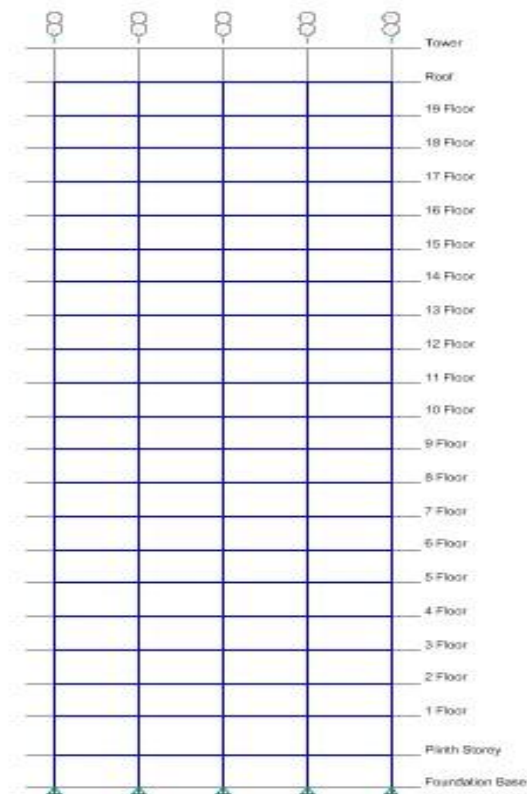 Tower
Roof
19 Floor
18 Floor
17 Floor
16 Floor
15 Floor
14 Floor
13 Floor
12 Floor
11 Floor
10 Floor
9 Floor
8 Floor
7 Floor
6 Floor
5 Floor
4 Floor
3 Floor
2 Floor
1 Floor
Plinth Storey
Foundation Base